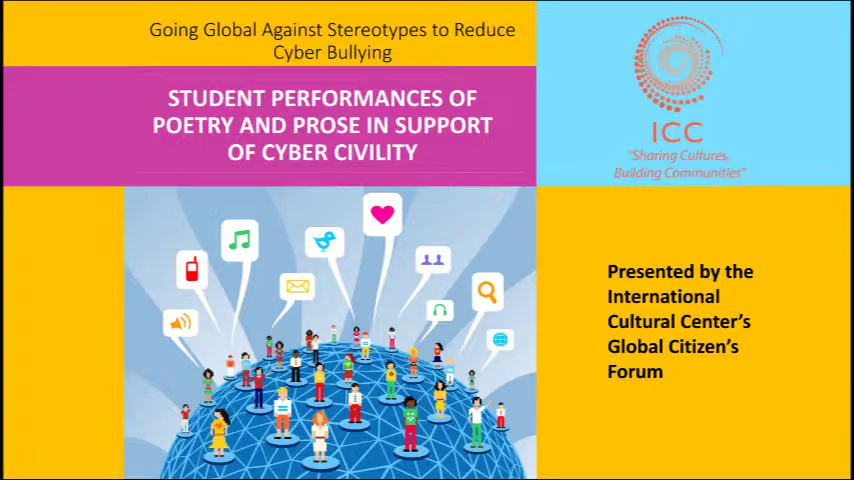 Going Global Against Stereotypes to Reduce
Cyber Bullying
STUDENT PERFORMANCES OF
POETRY AND PROSE IN SUPPORT
OF CYBER CIVILITY
ICC
"Sharing Cultures,
Building Communities"
Presented by the
International
Cultural Center's
Global Citizen's
Forum